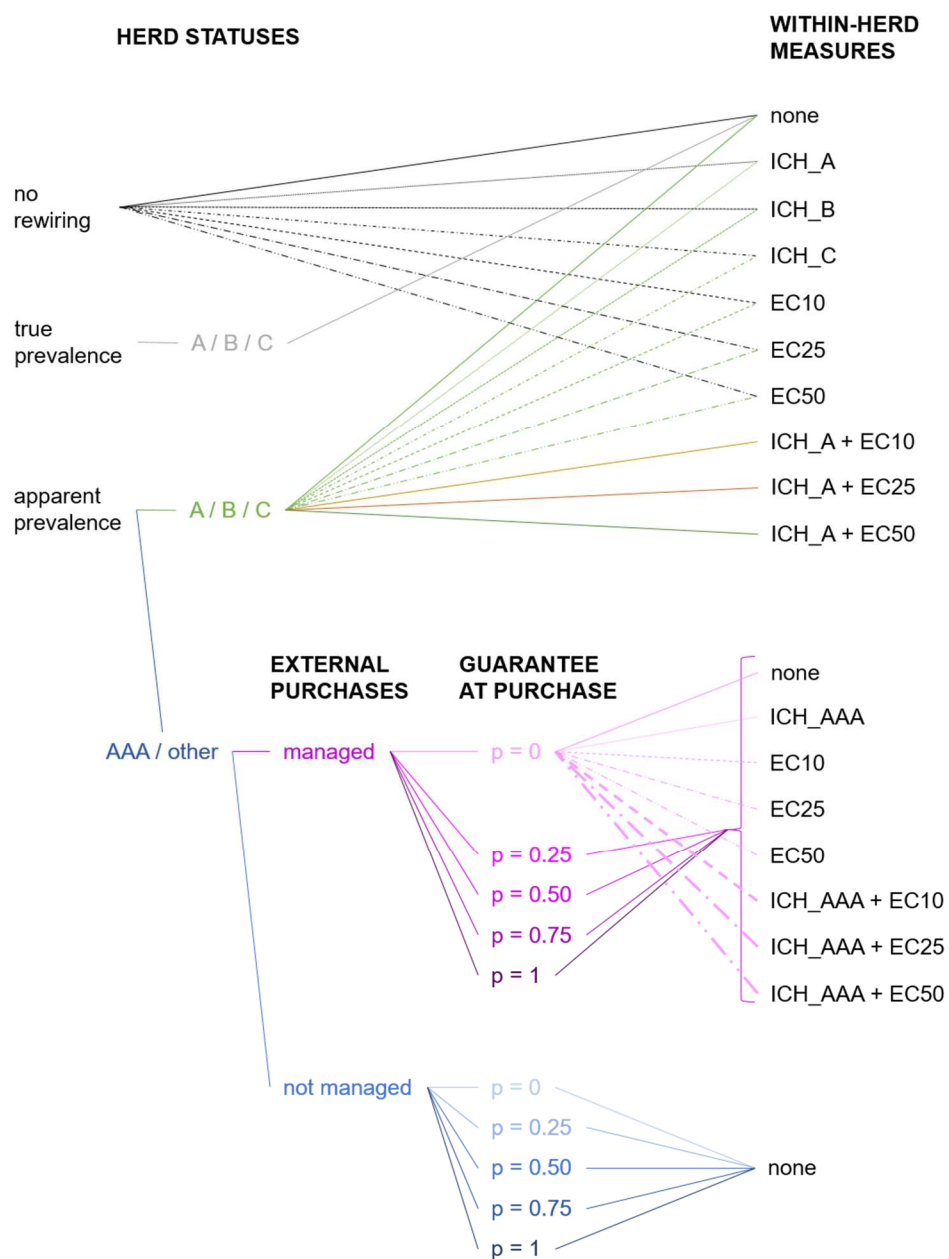 HERD STATUSES
WITHIN-HERD
MEASURES
none
ICH_A
no
rewiring
ICH_B
ICH_C
EC10
true
prevalence
A / B / C
EC25
EC50
ICH_A + EC10
apparent
prevalence
A / B / C
ICH_A + EC25
ICH_A + EC50
EXTERNAL
PURCHASES
GUARANTEE
AT PURCHASE
none
ICH_AAA
AAA / other
managed
p = 0
EC10
EC25
p = 0.25
EC50
p = 0.50
ICH_AAA + EC10
p = 0.75
ICH_AAA + EC25
p = 1
ICH_AAA + EC50
not managed
p = 0
p = 0.25
p = 0.50
none
p = 0.75
p = 1